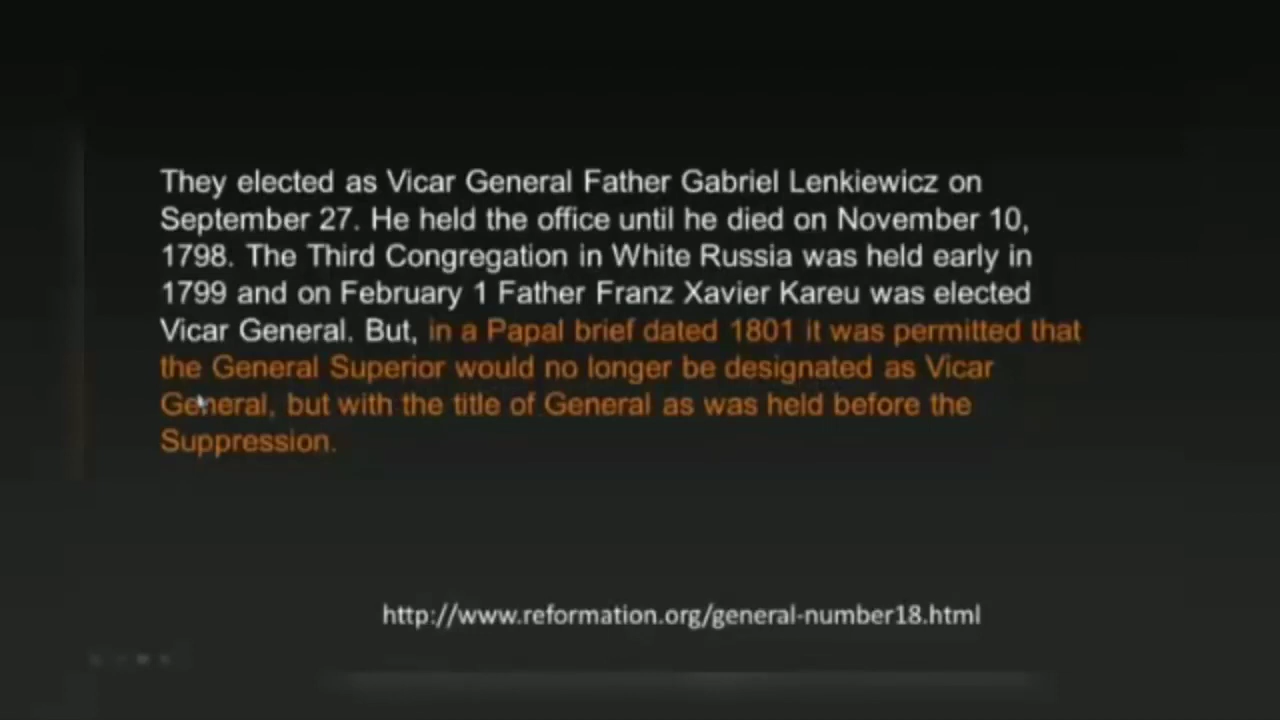 They elected as Vicar General Father Gabriel Lenkiewicz on
September 27. He held the office until he died on November 10,
1798. The Third Congregation in White Russia was held early in
1799 and on February 1 Father Franz Xavier Kareu was elected
Vicar General. But, in a Papal brief dated 1801 it was permitted that
the General Superior would no longer be designated as Vicar
General, but with the title of General as was held before the
Suppression.
http://www.reformation.org/general-number18.html